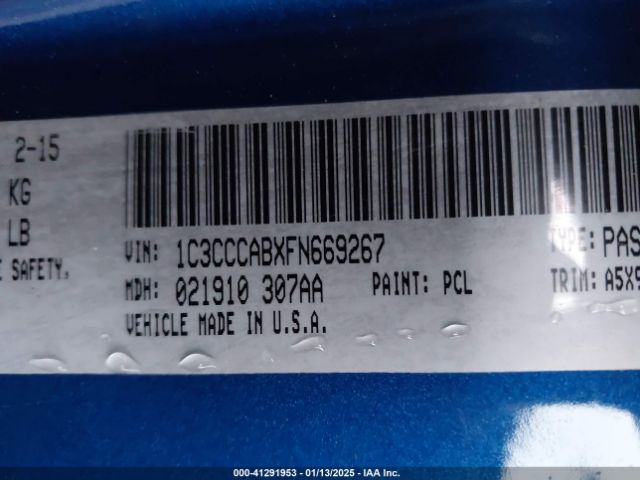 2-15
KG
LB
E SAFETY.
VIN: 1C3CCCABXFN669267
TYPE: PAS
MDH: 021910 307AA
PAINT: PCL
TRIM: A5X9
VEHICLE MADE IN U.S.A.
000-41291953 - 01/13/2025 - IAA Inc.